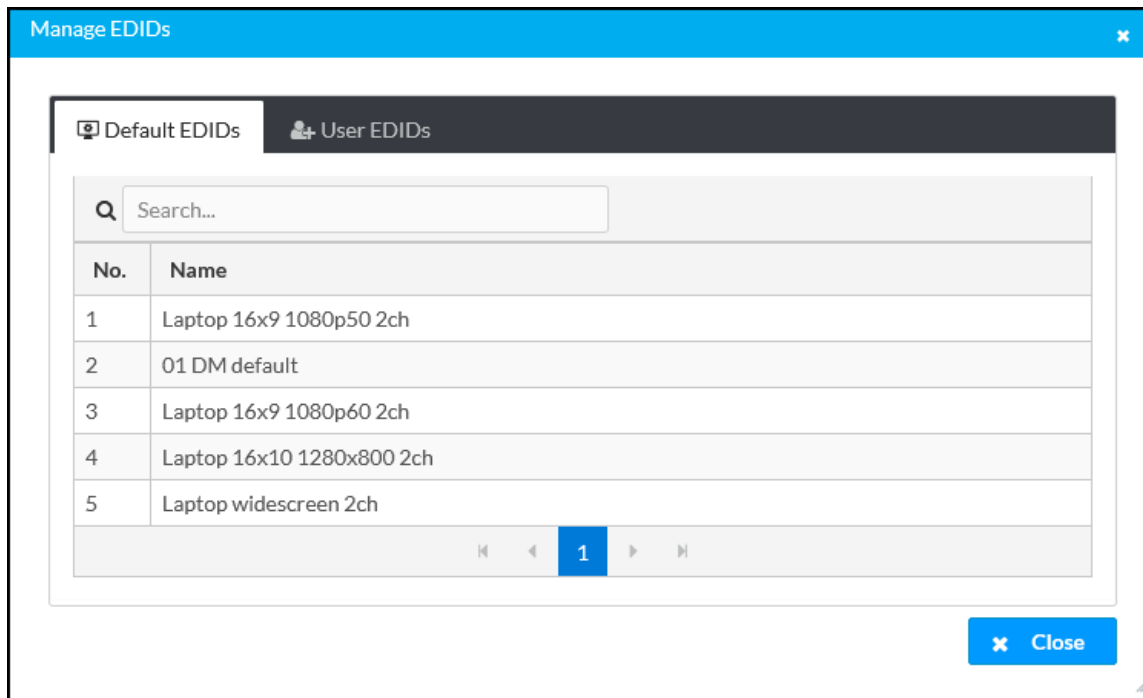 Manage EDIDs
Default EDIDs User EDIDs
Search...
No. Name
1 Laptop 16x9 1080p50 2ch
2 01 DM default
3 Laptop 16x9 1080p60 2ch
4 Laptop 16x10 1280x800 2ch
5 Laptop widescreen 2ch
1
Close